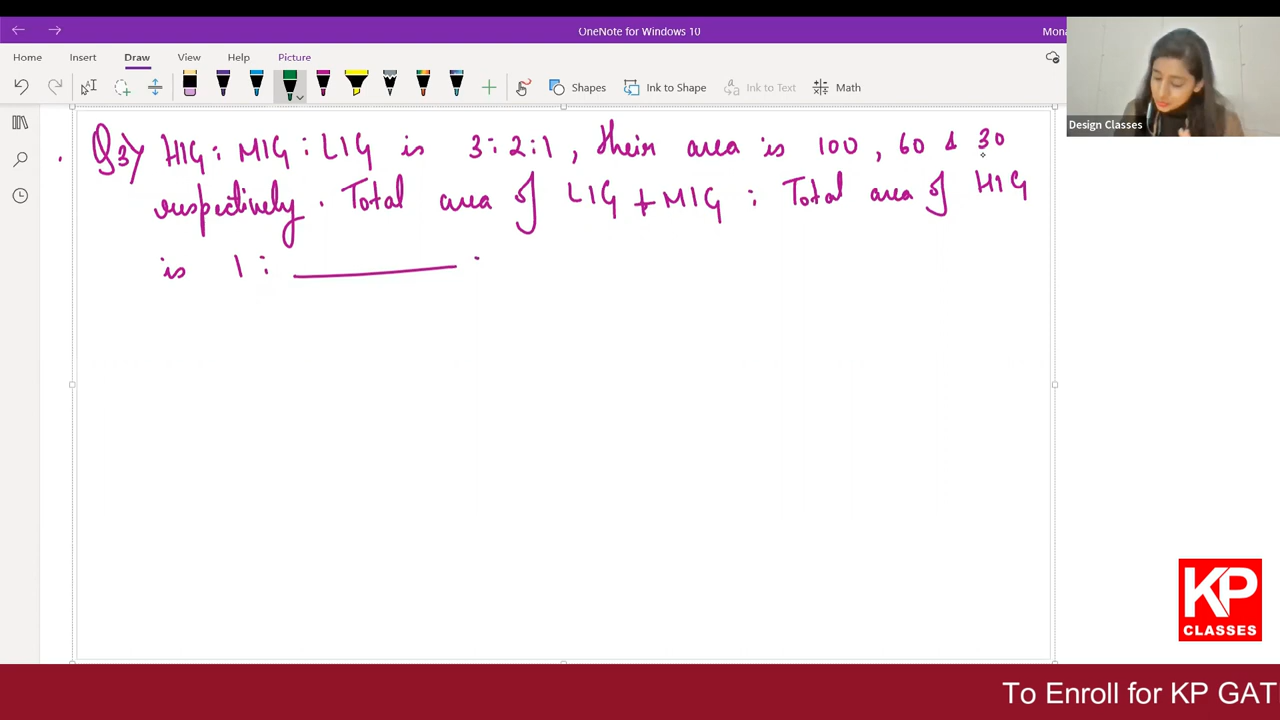 OneNote for Windows 10
Mona
Home Insert Draw View Help Picture
Shapes Ink to Shape Ink to Text Math
Design Classes
Q3) HIG : MIG : LIG is 3:2:1, their area is 100, 60 & 30
respectively. Total area of LIG + MIG : Total area of HIG
is 1: ________.
KP
CLASSES
To Enroll for KP GAT